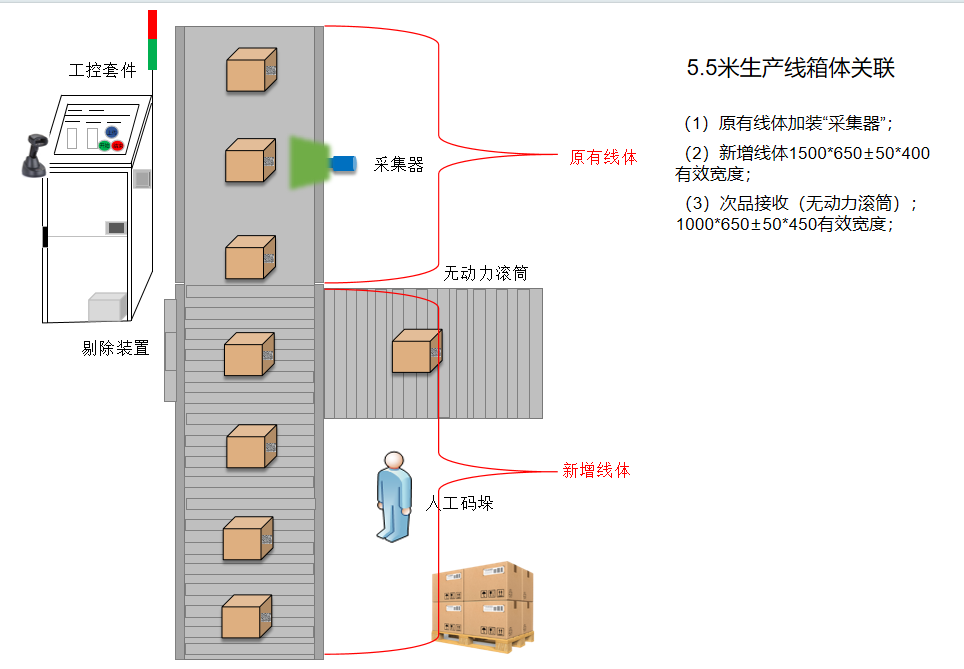 5.5米生产线箱体关联
工控套件
（1）原有线体加装“采集器”；
（2）新增线体1500*650±50*400
有效宽度；
采集器
原有线体
（3）次品接收（无动力滚筒）；
1000*650±50*450有效宽度；
无动力滚筒
剔除装置
新增线体
人工码垛